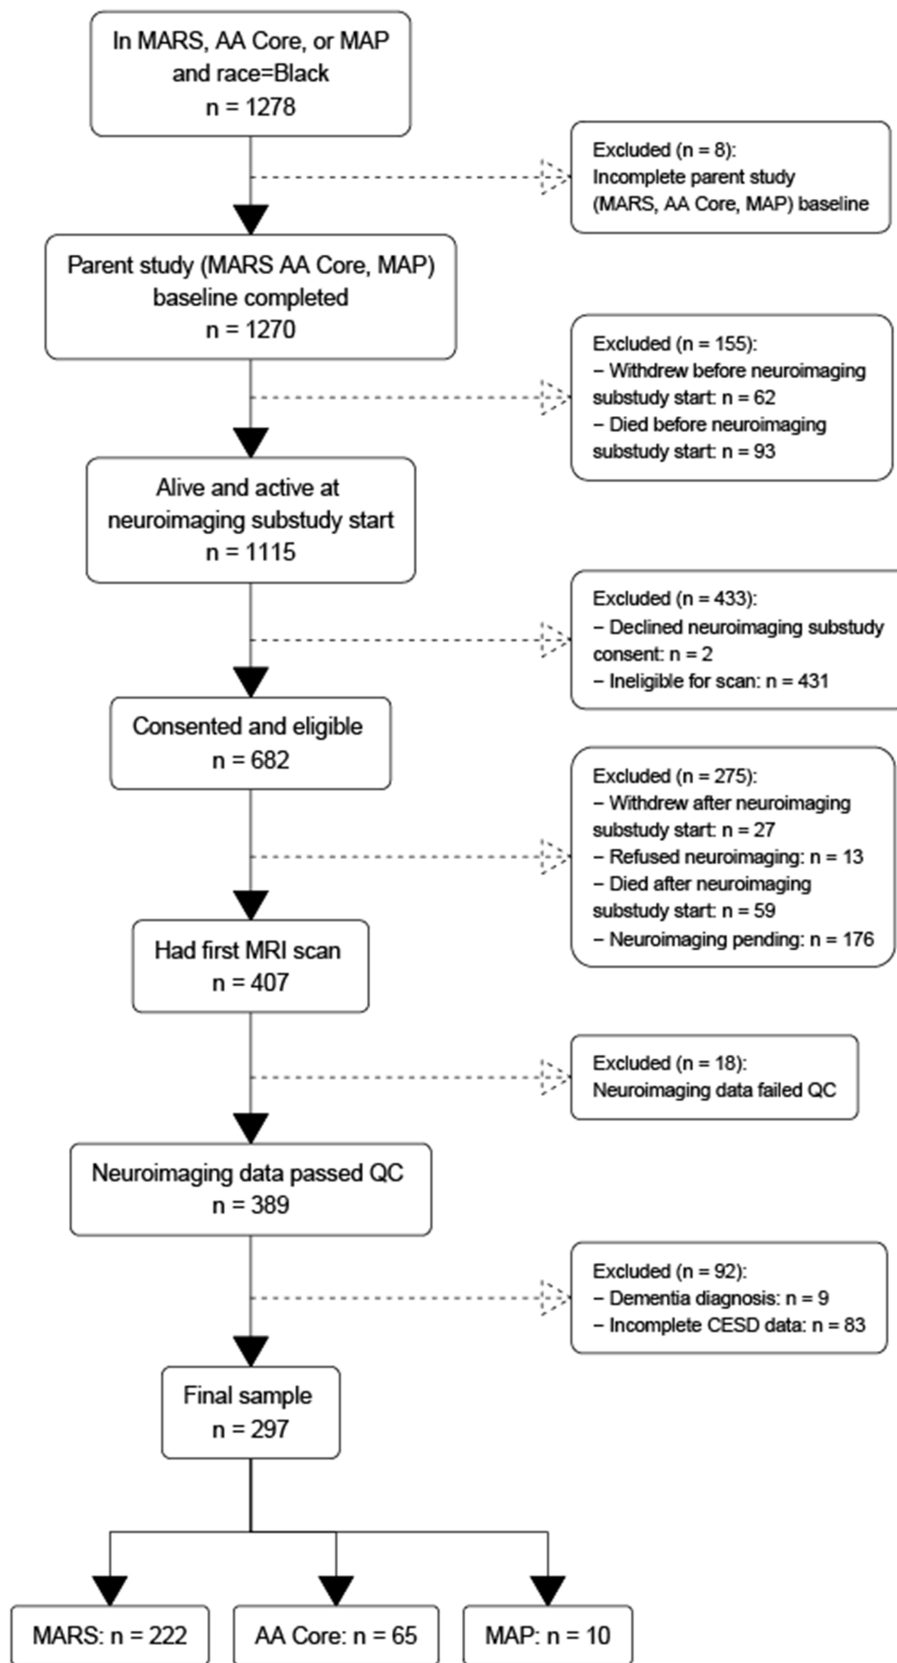 In MARS, AA Core, or MAP
and race=Black
n = 1278
Excluded (n = 8):
Incomplete parent study
(MARS, AA Core, MAP) baseline
Parent study (MARS AA Core, MAP)
baseline completed
n = 1270
Excluded (n = 155):
– Withdrew before neuroimaging
substudy start: n = 62
– Died before neuroimaging
substudy start: n = 93
Alive and active at
neuroimaging substudy start
n = 1115
Excluded (n = 433):
– Declined neuroimaging substudy
consent: n = 2
– Ineligible for scan: n = 431
Consented and eligible
n = 682
Excluded (n = 275):
– Withdrew after neuroimaging
substudy start: n = 27
– Refused neuroimaging: n = 13
– Died after neuroimaging
substudy start: n = 59
– Neuroimaging pending: n = 176
Had first MRI scan
n = 407
Excluded (n = 18):
Neuroimaging data failed QC
Neuroimaging data passed QC
n = 389
Excluded (n = 92):
– Dementia diagnosis: n = 9
– Incomplete CESD data: n = 83
Final sample
n = 297
MARS: n = 222
AA Core: n = 65
MAP: n = 10